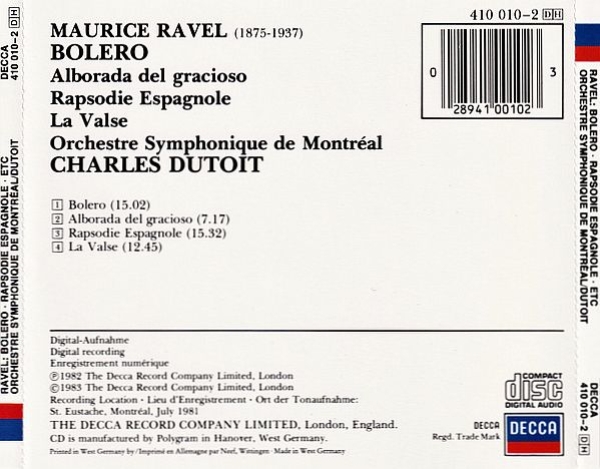 MAURICE RAVEL (1875-1937)
BOLERO
Alborada del gracioso
Rapsodie Espagnole
La Valse
Orchestre Symphonique de Montréal
CHARLES DUTOIT
410 010-2 DH
0 28941 00102 3
1 Bolero (15.02)
2 Alborada del gracioso (7.17)
3 Rapsodie Espagnole (15.32)
4 La Valse (12.45)
Digital-Aufnahme
Digital recording
Enregistrement numérique
Ⓟ1982 The Decca Record Company Limited, London
©1983 The Decca Record Company Limited, London
Recording Location · Lieu d'Enregistrement · Ort der Tonaufnahme:
St. Eustache, Montréal, July 1981
THE DECCA RECORD COMPANY LIMITED, London, England.
CD is manufactured by Polygram in Hanover, West Germany.
Printed in West Germany by/Imprimé en Allemagne par Neef, Wittingen · Made in West Germany
COMPACT
disc
DIGITAL AUDIO
DECCA
Regd. Trade Mark
DECCA
RAVEL: BOLERO · RAPSODIE ESPAGNOLE · ETC
ORCHESTRE SYMPHONIQUE DE MONTRÉAL/DUTOIT
DECCA
410 010-2 DH
RAVEL: BOLERO · RAPSODIE ESPAGNOLE · ETC
ORCHESTRE SYMPHONIQUE DE MONTRÉAL/DUTOIT
DECCA
410 010-2 DH